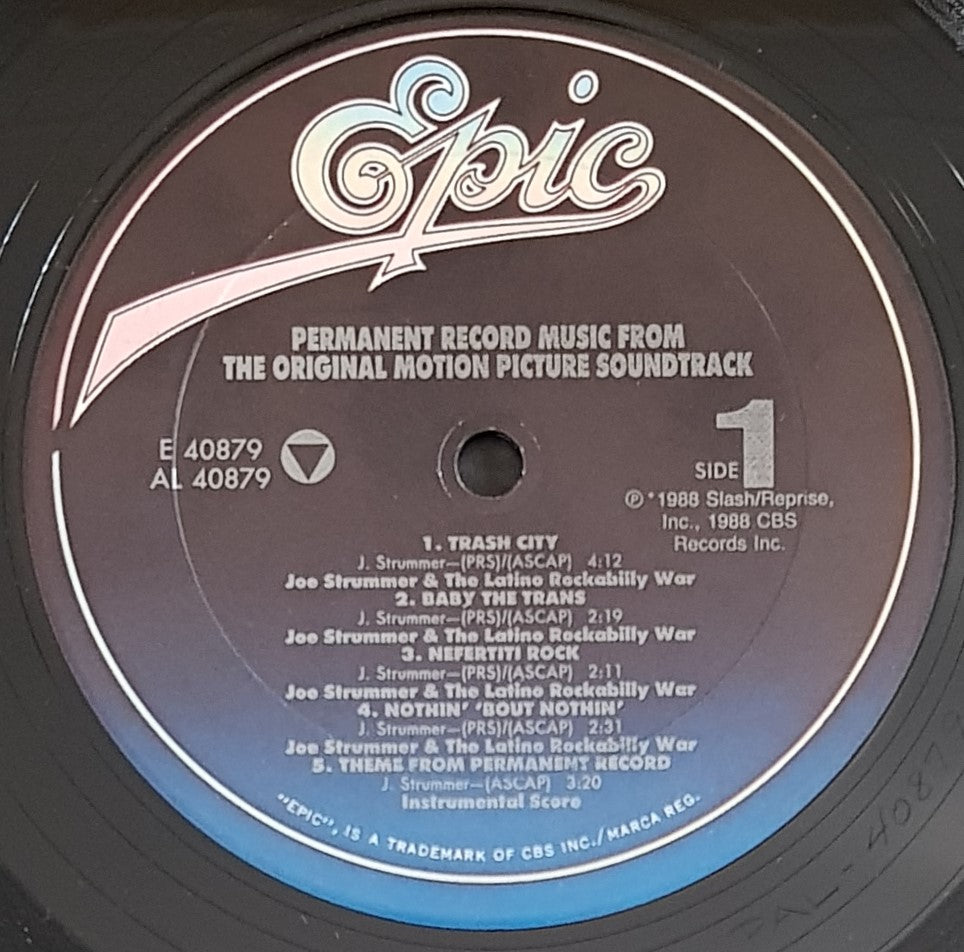 Epic
PERMANENT RECORD MUSIC FROM
THE ORIGINAL MOTION PICTURE SOUNDTRACK
E 40879
AL 40879
SIDE 1
℗ * 1988 Slash/Reprise,
Inc., 1988 CBS
Records Inc.
1. TRASH CITY
J. Strummer—(PRS)/(ASCAP) 4:12
Joe Strummer & The Latino Rockabilly War
2. BABY THE TRANS
J. Strummer—(PRS)/(ASCAP) 2:19
Joe Strummer & The Latino Rockabilly War
3. NEFERTITI ROCK
J. Strummer—(PRS)/(ASCAP) 2:11
Joe Strummer & The Latino Rockabilly War
4. NOTHIN' 'BOUT NOTHIN'
J. Strummer—(PRS)/(ASCAP) 2:31
Joe Strummer & The Latino Rockabilly War
5. THEME FROM PERMANENT RECORD
J. Strummer—(ASCAP) 3:20
Instrumental Score
"EPIC", IS A TRADEMARK OF CBS INC./MARCA REG.